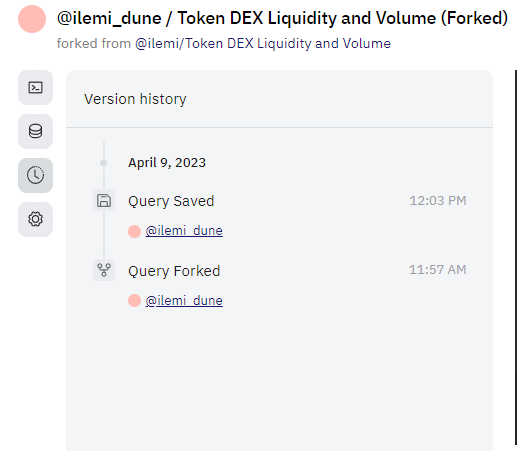 @ilemi_dune / Token DEX Liquidity and Volume (Forked)
forked from @ilemi/Token DEX Liquidity and Volume
Version history
April 9, 2023
Query Saved 12:03 PM
@ilemi_dune
Query Forked 11:57 AM
@ilemi_dune